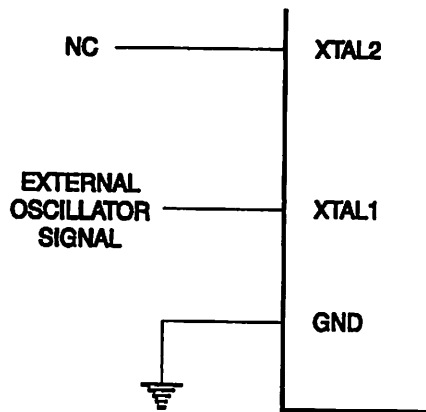 NC
XTAL2
EXTERNAL
OSCILLATOR
SIGNAL
XTAL1
GND